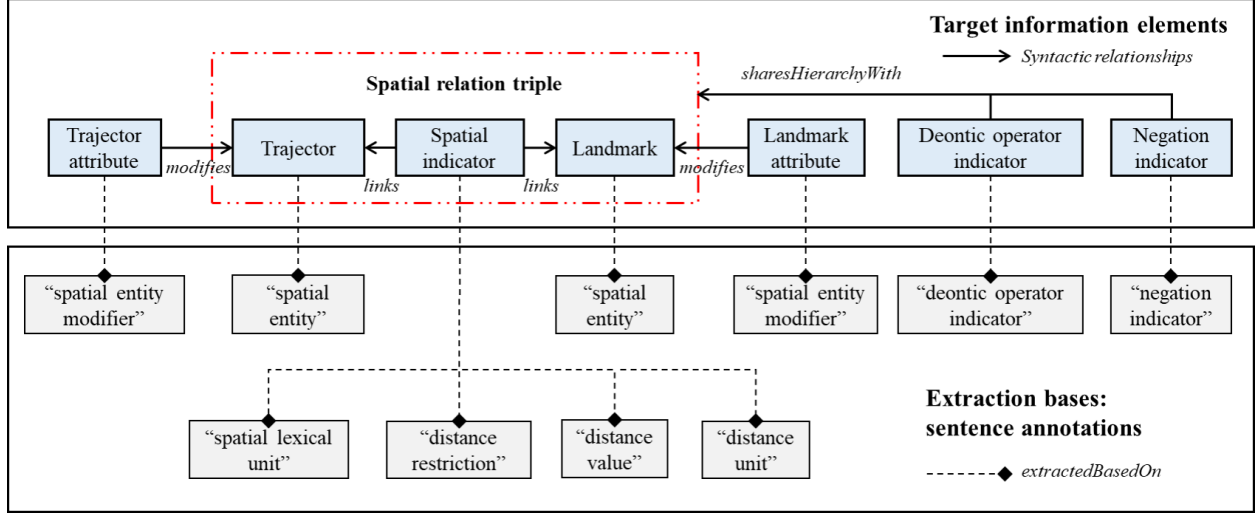 Target information elements
Syntactic relationships
sharesHierarchyWith
Spatial relation triple
Trajector
attribute
modifies
Trajector
links
Spatial
indicator
links
Landmark
modifies
Landmark
attribute
Deontic operator
indicator
Negation
indicator
“spatial entity
modifier”
“spatial
entity”
“spatial
entity”
“spatial entity
modifier”
“deontic operator
indicator”
“negation
indicator”
“spatial lexical
unit”
“distance
restriction”
“distance
value”
“distance
unit”
Extraction bases:
sentence annotations
extractedBasedOn